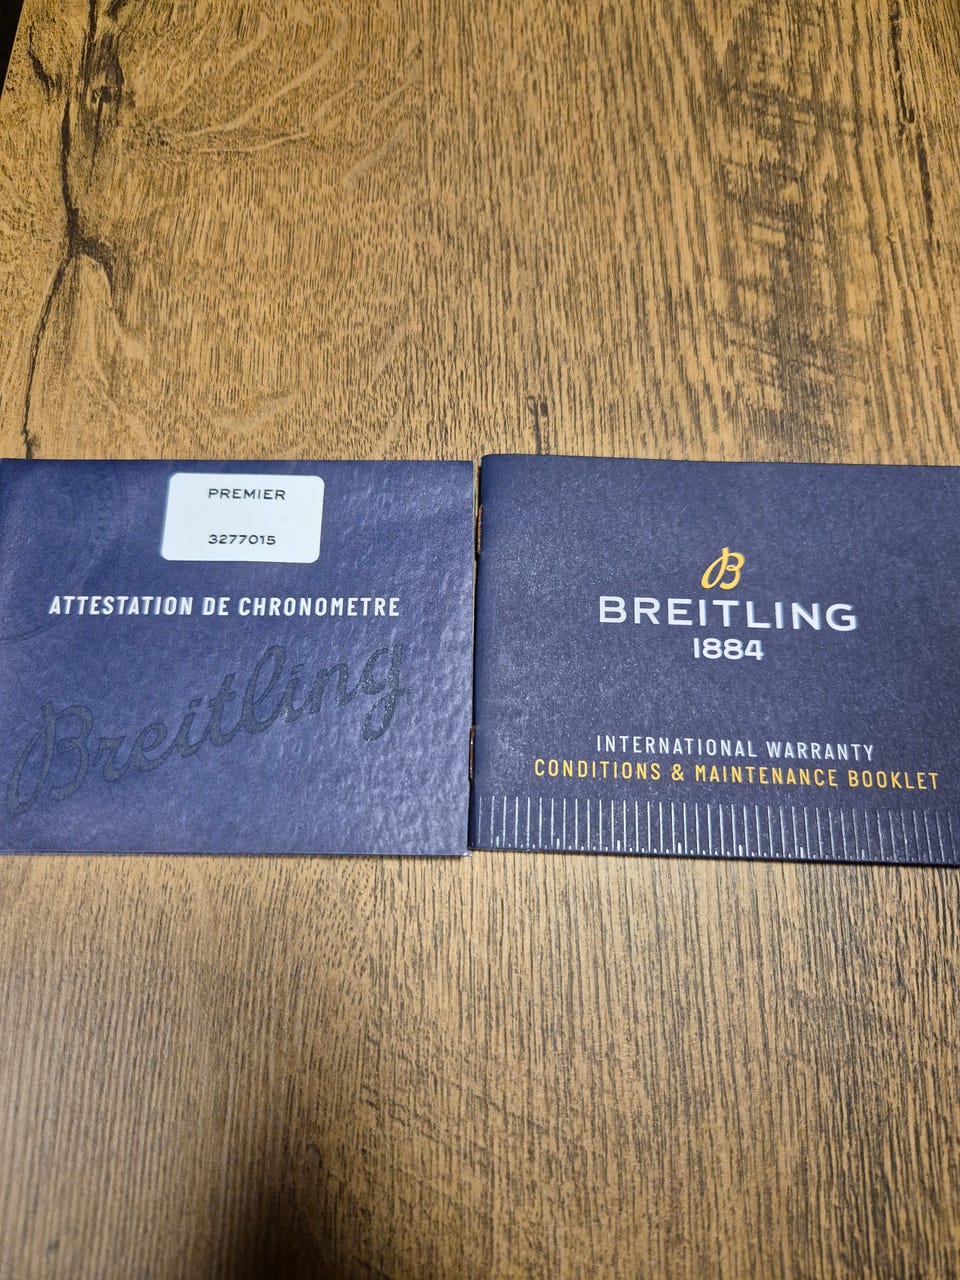 PREMIER
3277015
ATTESTATION DE CHRONOMETRE
Breitling
B
BREITLING
1884
INTERNATIONAL WARRANTY
CONDITIONS & MAINTENANCE BOOKLET